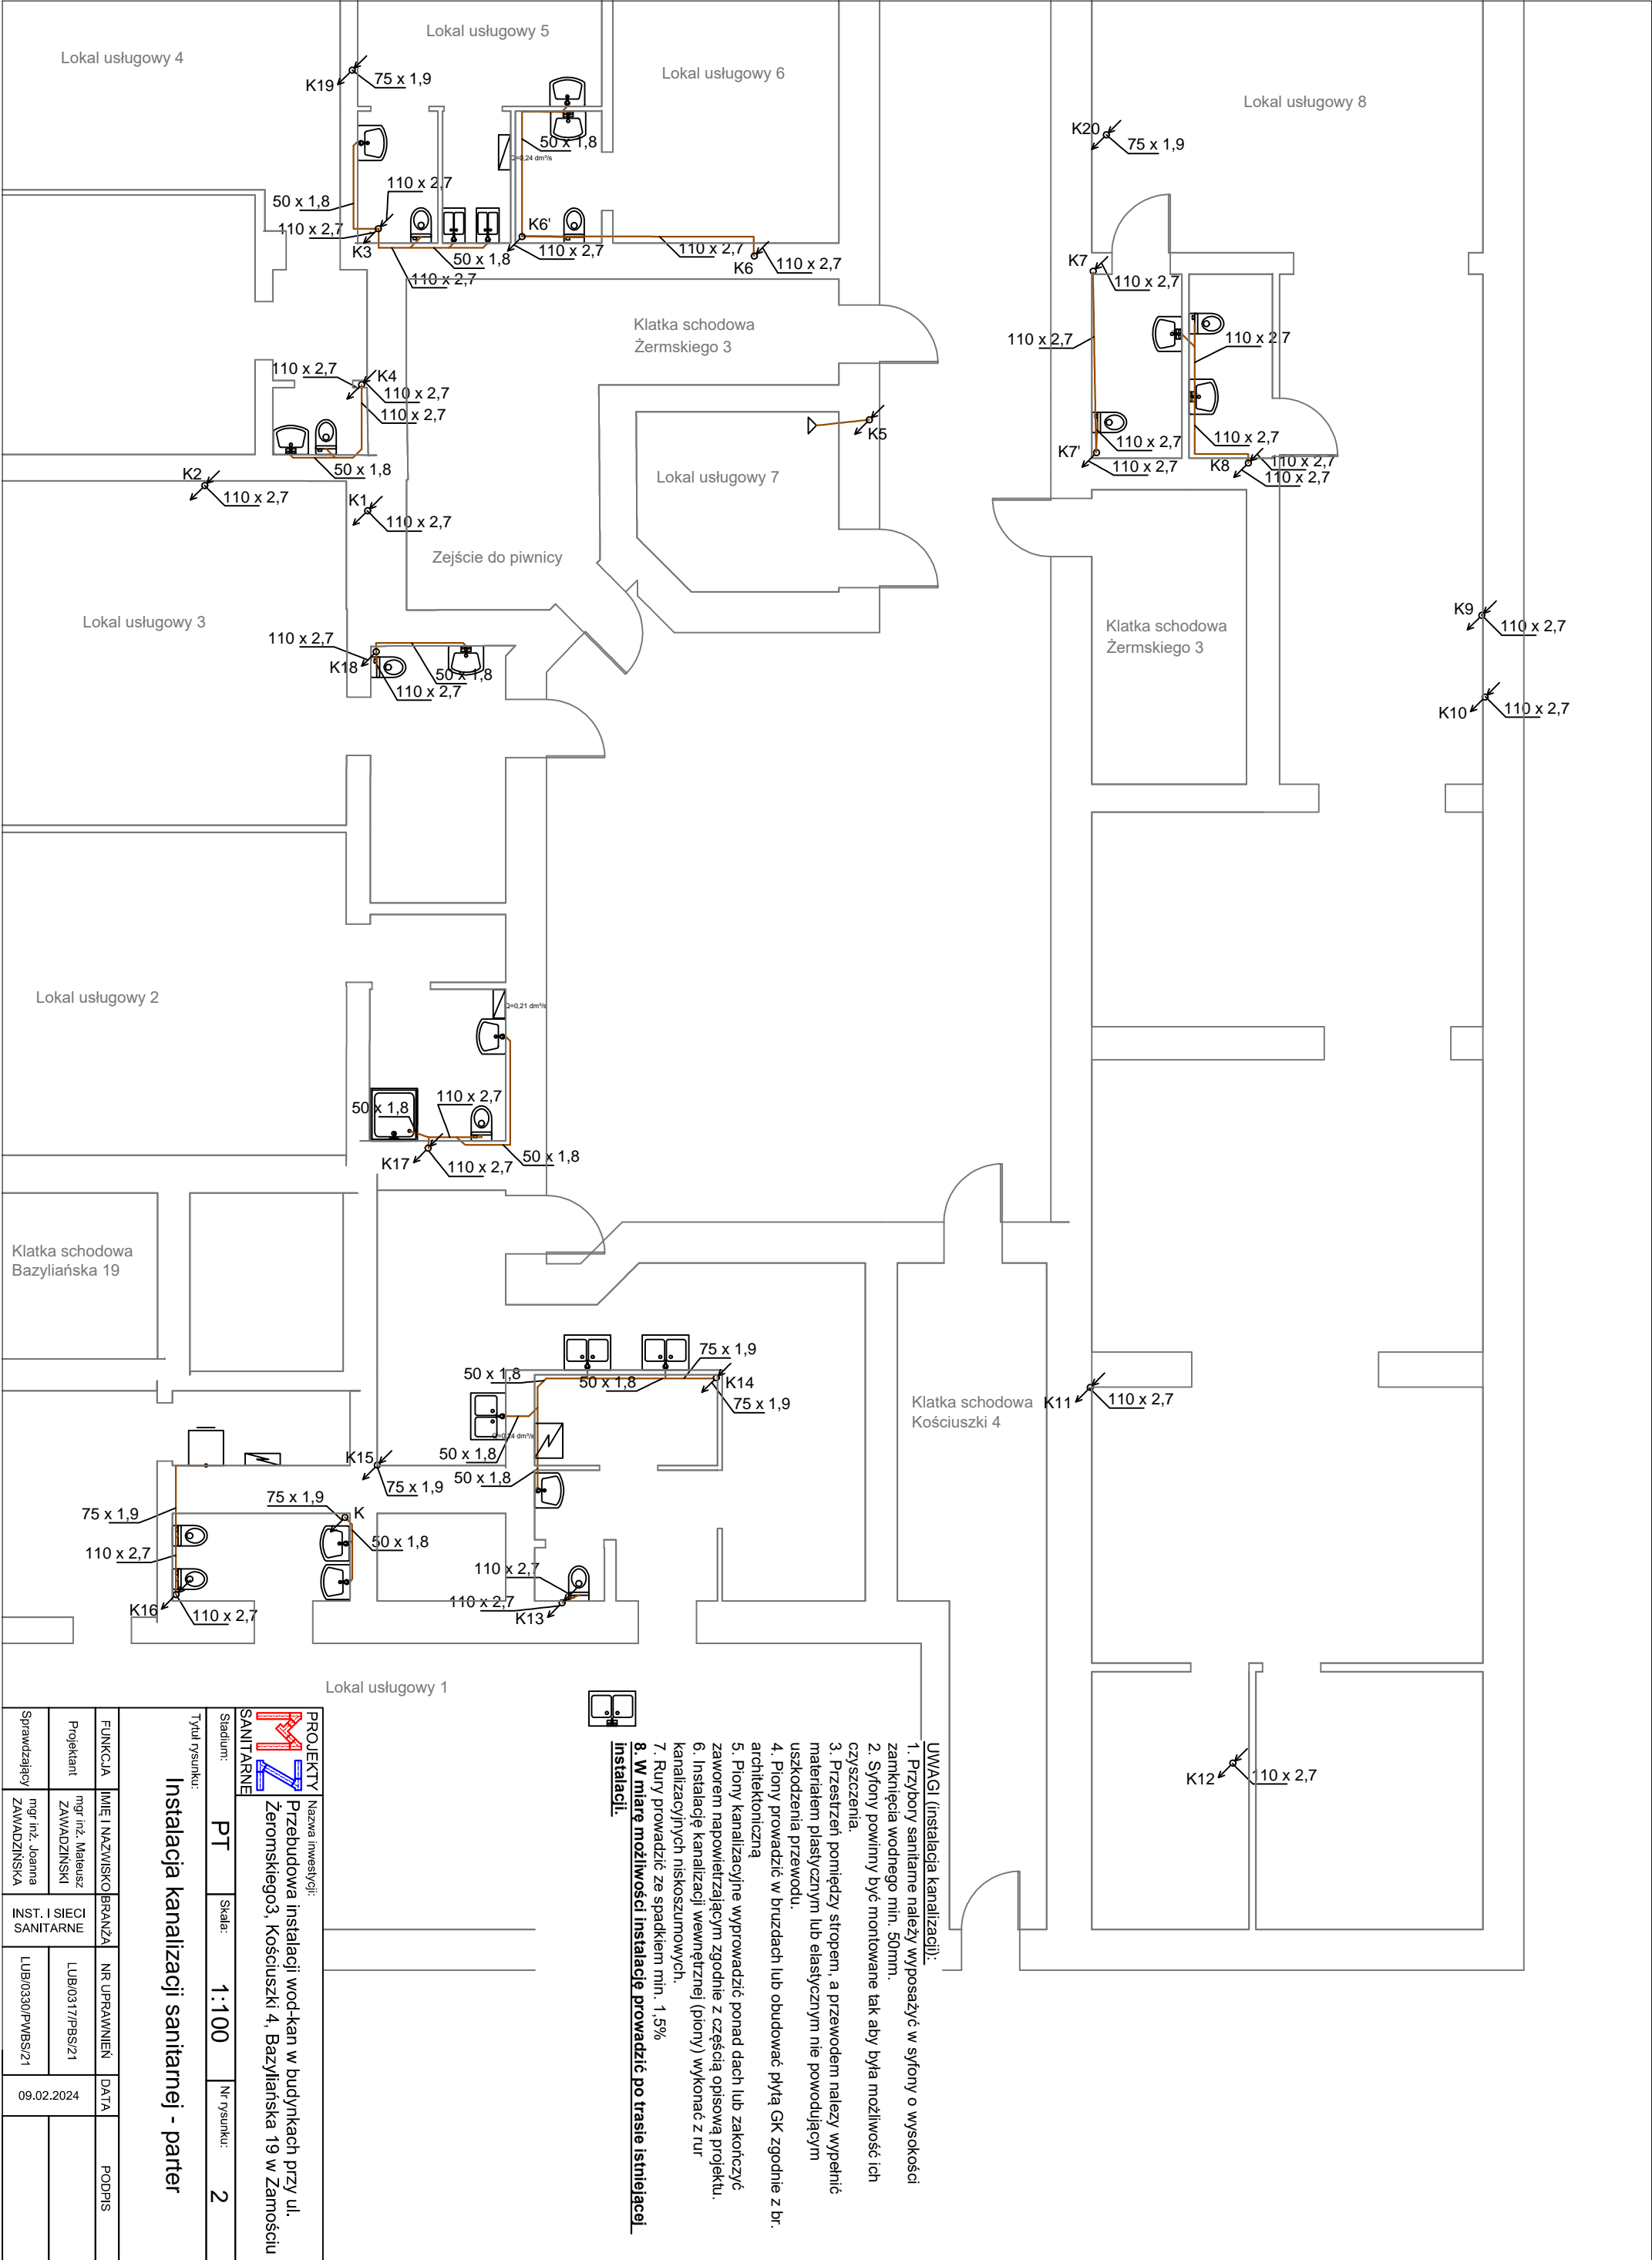 Lokal usługowy 4
Lokal usługowy 5
Lokal usługowy 6
Lokal usługowy 8
K19
75 x 1,9
K20
75 x 1,9
50 x 1,8
Q=0,24 dm³/s
110 x 2,7
50 x 1,8
110 x 2,7
K3
50 x 1,8
110 x 2,7
K6'
110 x 2,7
110 x 2,7
K6
110 x 2,7
K7
110 x 2,7
110 x 2,7
110 x 2,7
Klatka schodowa
Żermskiego 3
110 x 2,7
K4
110 x 2,7
110 x 2,7
50 x 1,8
K5
K7'
110 x 2,7
110 x 2,7
110 x 2,7
K8
110 x 2,7
110 x 2,7
K2
110 x 2,7
K1
110 x 2,7
Lokal usługowy 7
Zejście do piwnicy
Lokal usługowy 3
110 x 2,7
K18
50 x 1,8
110 x 2,7
Klatka schodowa
Żermskiego 3
K9
110 x 2,7
K10
110 x 2,7
Lokal usługowy 2
Q=0,21 dm³/s
110 x 2,7
50 x 1,8
K17
110 x 2,7
50 x 1,8
Klatka schodowa
Bazyliańska 19
75 x 1,9
50 x 1,8
50 x 1,8
K14
75 x 1,9
Q=0,24 dm³/s
50 x 1,8
50 x 1,8
Klatka schodowa
Kościuszki 4
K11
110 x 2,7
K15
75 x 1,9
75 x 1,9
K
50 x 1,8
75 x 1,9
110 x 2,7
K16
110 x 2,7
110 x 2,7
110 x 2,7
K13
Lokal usługowy 1
K12
110 x 2,7
UWAGI (instalacja kanalizacji):
1. Przybory sanitarne należy wyposażyć w syfony o wysokości
zamknięcia wodnego min. 50mm.
2. Syfony powinny być montowane tak aby była możliwość ich
czyszczenia.
3. Przestrzeń pomiędzy stropem, a przewodem nalezy wypełnić
materiałem plastycznym lub elastycznym nie powodującym
uszkodzenia przewodu.
4. Piony prowadzić w bruzdach lub obudować płytą GK zgodnie z br.
architektoniczną
5. Piony kanalizacyjne wyprowadzić ponad dach lub zakończyć
zaworem napowietrzającym zgodnie z częścią opisową projektu.
6. Instalację kanalizacji wewnętrznej (piony) wykonać z rur
kanalizacyjnych niskoszumowych.
7. Rury prowadzić ze spadkiem min. 1,5%
8. W miarę możliwości instalację prowadzić po trasie istniejącej
instalacji.
PROJEKTY
MZ
SANITARNE
Nazwa inwestycji:
Przebudowa instalacji wod-kan w budynkach przy ul.
Żeromskiego3, Kościuszki 4, Bazyliańska 19 w Zamościu
Stadium:
PT
Skala:
1:100
Nr rysunku:
2
Tytuł rysunku:
Instalacja kanalizacji sanitarnej - parter
FUNKCJA
IMIĘ I NAZWISKO
BRANŻA
NR UPRAWNIEŃ
DATA
PODPIS
Projektant
mgr inż. Mateusz
ZAWADZIŃSKI
INST. I SIECI
SANITARNE
LUB/0317/PBS/21
09.02.2024
Sprawdzający
mgr inż. Joanna
ZAWADZIŃSKA
LUB/0330/PWBS/21